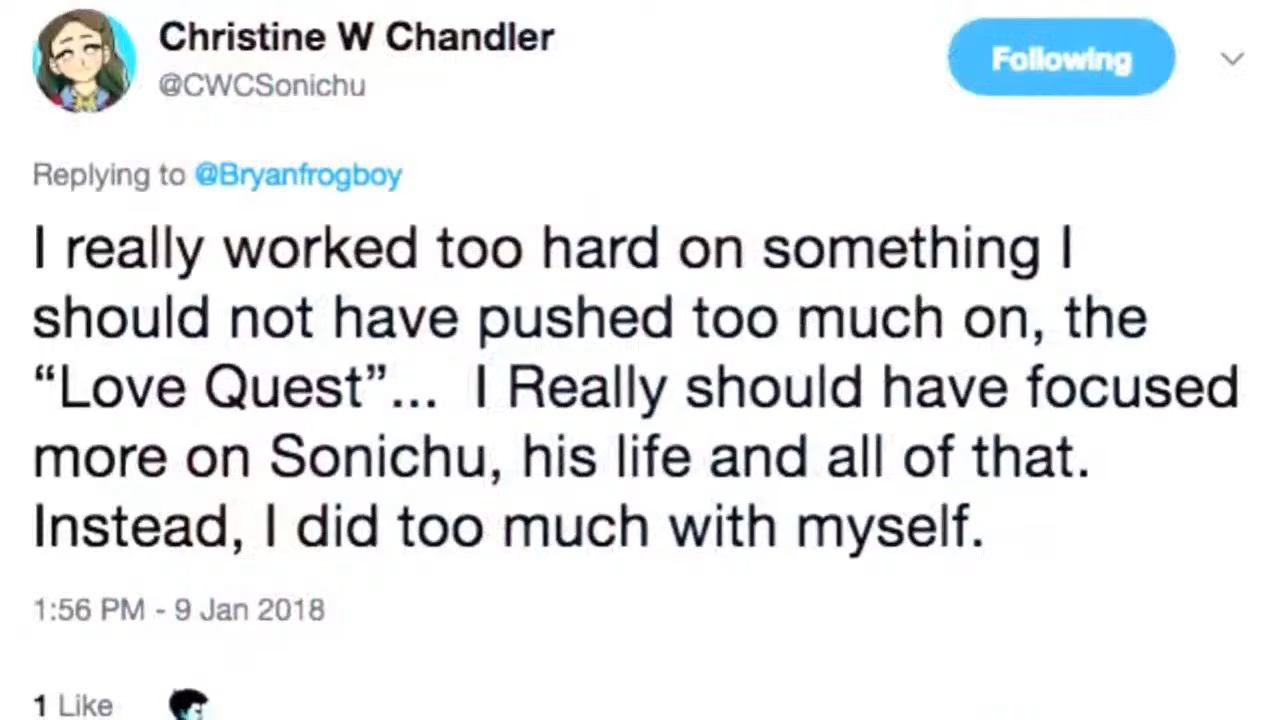 Christine W Chandler
@CWCSonichu
Following
Replying to @Bryanfrogboy
I really worked too hard on something I
should not have pushed too much on, the
“Love Quest”...  I Really should have focused
more on Sonichu, his life and all of that.
Instead, I did too much with myself.
1:56 PM - 9 Jan 2018
1 Like